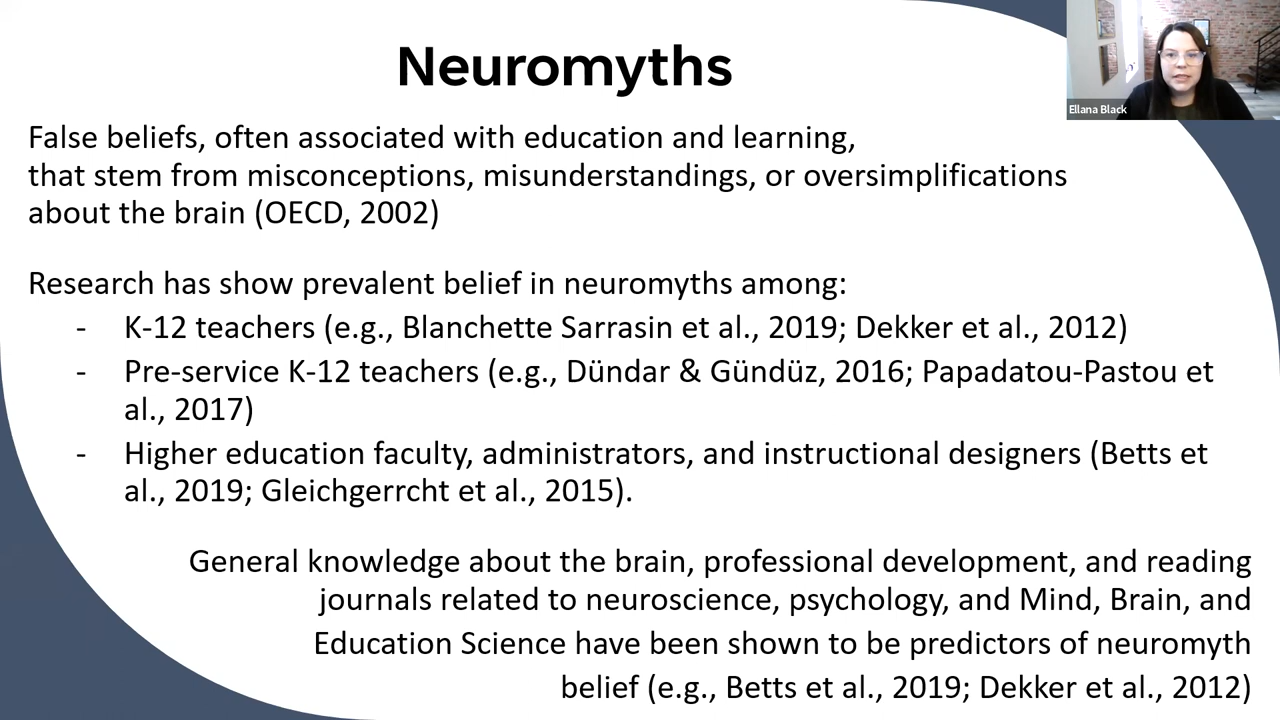 Neuromyths
Ellana Black
False beliefs, often associated with education and learning,
that stem from misconceptions, misunderstandings, or oversimplifications
about the brain (OECD, 2002)
Research has show prevalent belief in neuromyths among:
- K-12 teachers (e.g., Blanchette Sarrasin et al., 2019; Dekker et al., 2012)
- Pre-service K-12 teachers (e.g., Dündar & Gündüz, 2016; Papadatou-Pastou et
al., 2017)
- Higher education faculty, administrators, and instructional designers (Betts et
al., 2019; Gleichgerrcht et al., 2015).
General knowledge about the brain, professional development, and reading
journals related to neuroscience, psychology, and Mind, Brain, and
Education Science have been shown to be predictors of neuromyth
belief (e.g., Betts et al., 2019; Dekker et al., 2012)